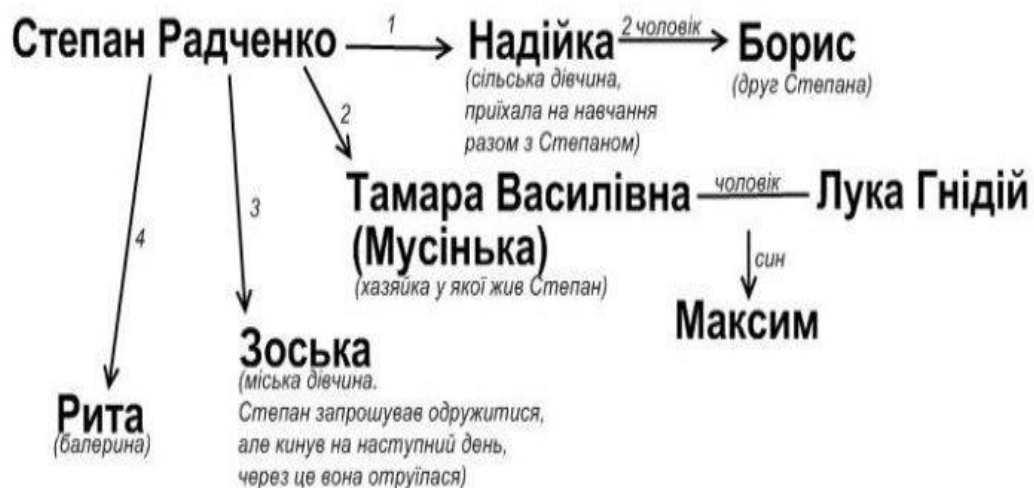 Степан Радченко
1
Надійка
2 чоловік
Борис
(сільська дівчина,
приїхала на навчання
разом з Степаном)
(друг Степана)
2
Тамара Василівна
(Мусінька)
(хазяйка у якої жив Степан)
чоловік
Лука Гнідій
син
Максим
3
Зоська
(міська дівчина.
Степан запрошував одружитися,
але кинув на наступний день,
через це вона отруїлася)
4
Рита
(балерина)